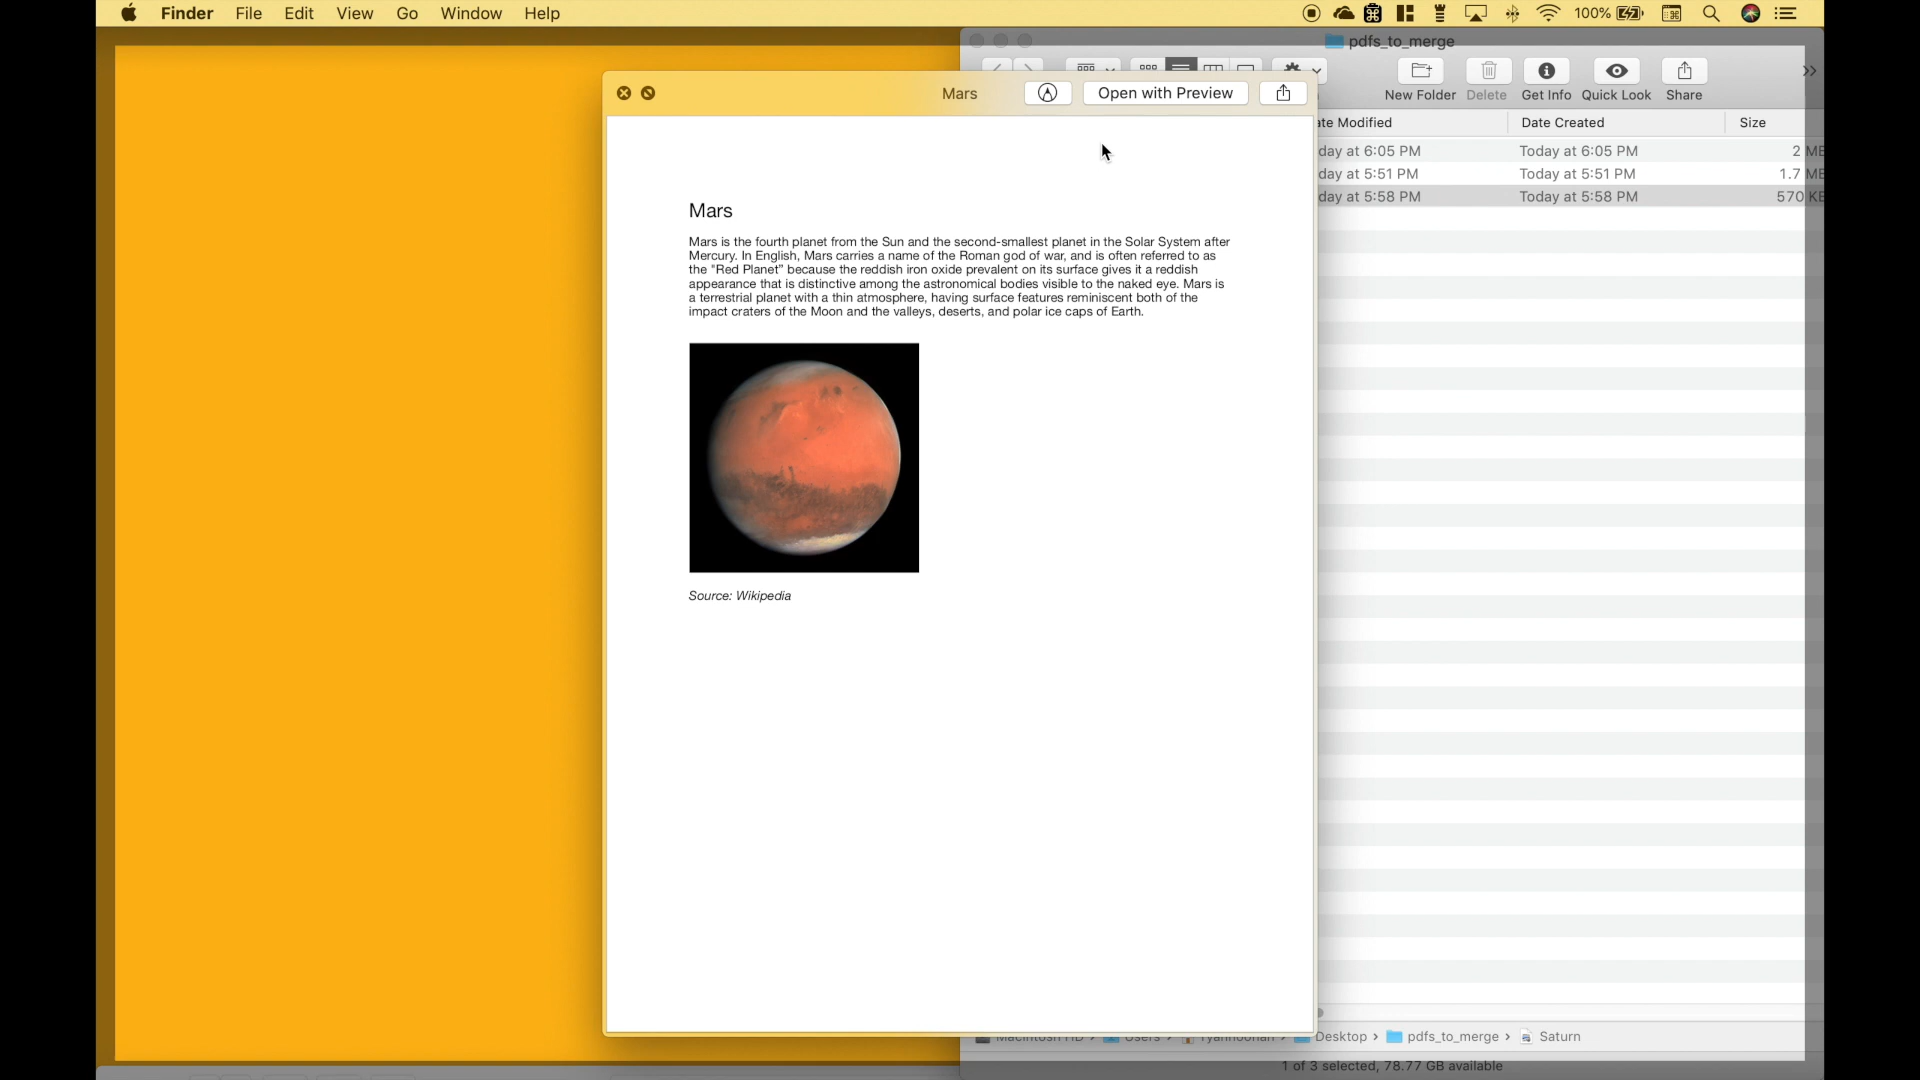 Finder File Edit View Go Window Help 100%
pdfs_to_merge
Mars Open with Preview
New Folder Delete Get Info Quick Look Share
Modified Date Created Size
at 6:05 PM Today at 6:05 PM 2 MB
at 5:51 PM Today at 5:51 PM 1.7 MB
at 5:58 PM Today at 5:58 PM 570 KB
Mars
Mars is the fourth planet from the Sun and the second-smallest planet in the Solar System after
Mercury. In English, Mars carries a name of the Roman god of war, and is often referred to as
the "Red Planet" because the reddish iron oxide prevalent on its surface gives it a reddish
appearance that is distinctive among the astronomical bodies visible to the naked eye. Mars is
a terrestrial planet with a thin atmosphere, having surface features reminiscent both of the
impact craters of the Moon and the valleys, deserts, and polar ice caps of Earth.
Source: Wikipedia
Macintosh HD › Users › › Desktop › pdfs_to_merge › Saturn
1 of 3 selected, 78.77 GB available